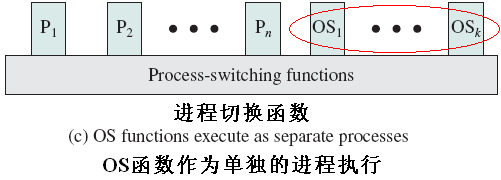 P1 P2 • • • Pn OS1 • • • OSk
Process-switching functions
进程切换函数
(c) OS functions execute as separate processes
OS函数作为单独的进程执行